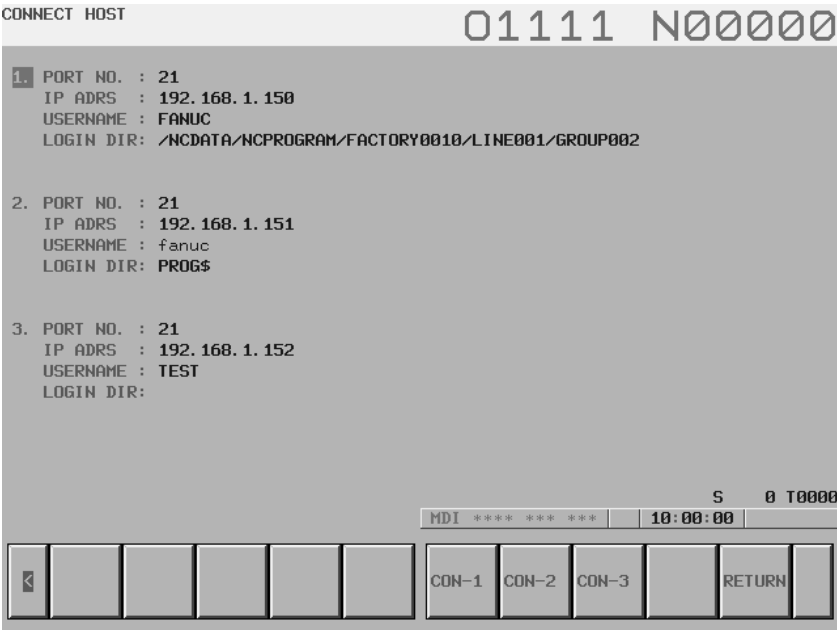 CONNECT HOST
O1111 N00000
1. PORT NO. : 21
IP ADRS : 192.168.1.150
USERNAME : FANUC
LOGIN DIR: /NCDATA/NCPROGRAM/FACTORY0010/LINE001/GROUP002
2. PORT NO. : 21
IP ADRS : 192.168.1.151
USERNAME : fanuc
LOGIN DIR: PROG$
3. PORT NO. : 21
IP ADRS : 192.168.1.152
USERNAME : TEST
LOGIN DIR:
S 0 T0000
MDI **** *** *** 10:00:00
< CON-1 CON-2 CON-3 RETURN